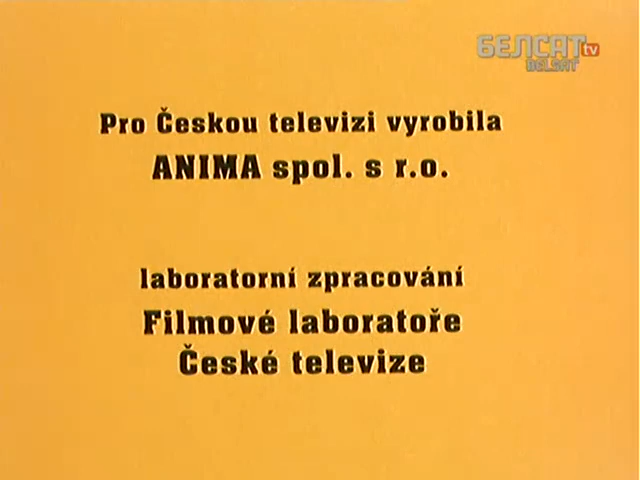 БЕЛСАТ tv
BELSAT
Pro Českou televizi vyrobila
ANIMA spol. s r.o.
laboratorní zpracování
Filmové laboratoře
České televize